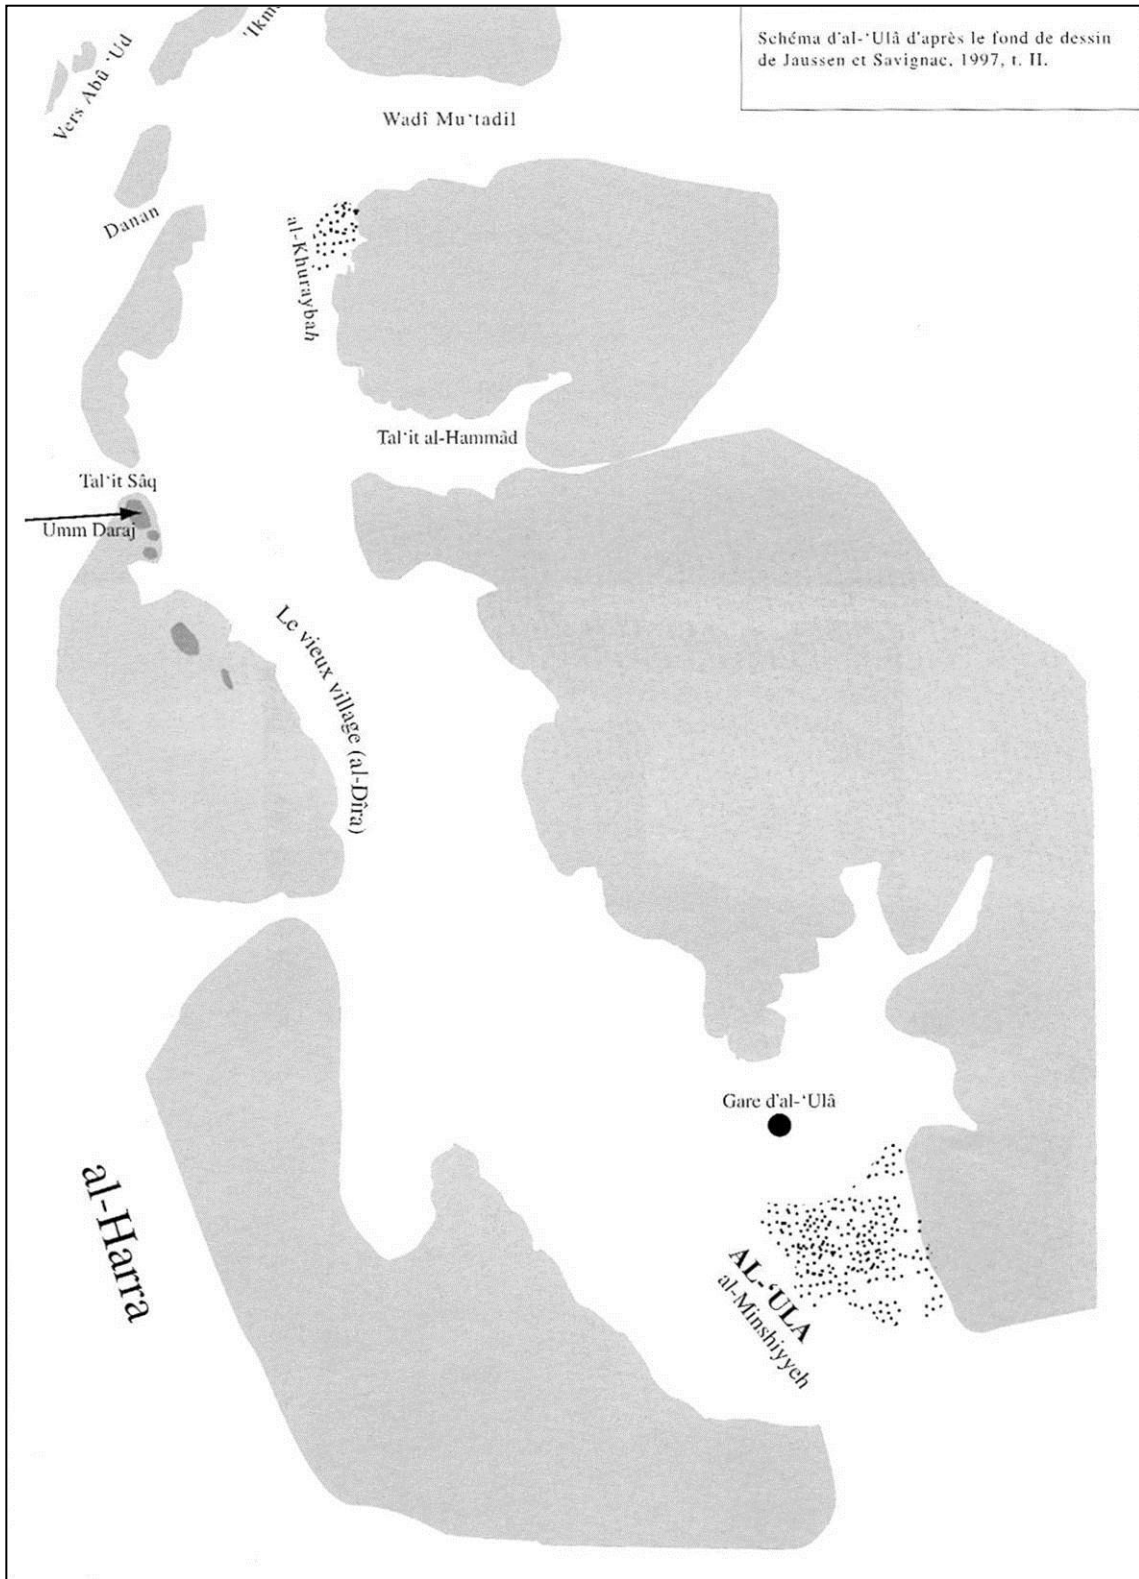 Schéma d'al-‘Ulâ d'après le fond de dessin
de Jaussen et Savignac, 1997, t. II.
Vers Abû ‘Ud
Wadî Mu‘tadil
Danan
al-Khuraybah
Tal‘it al-Hammâd
Tal‘it Sâq
Umm Daraj
Le vieux village (al-Dîra)
Gare d'al-‘Ulâ
al-Harra
AL-‘ULA
al-Minshiyyeh